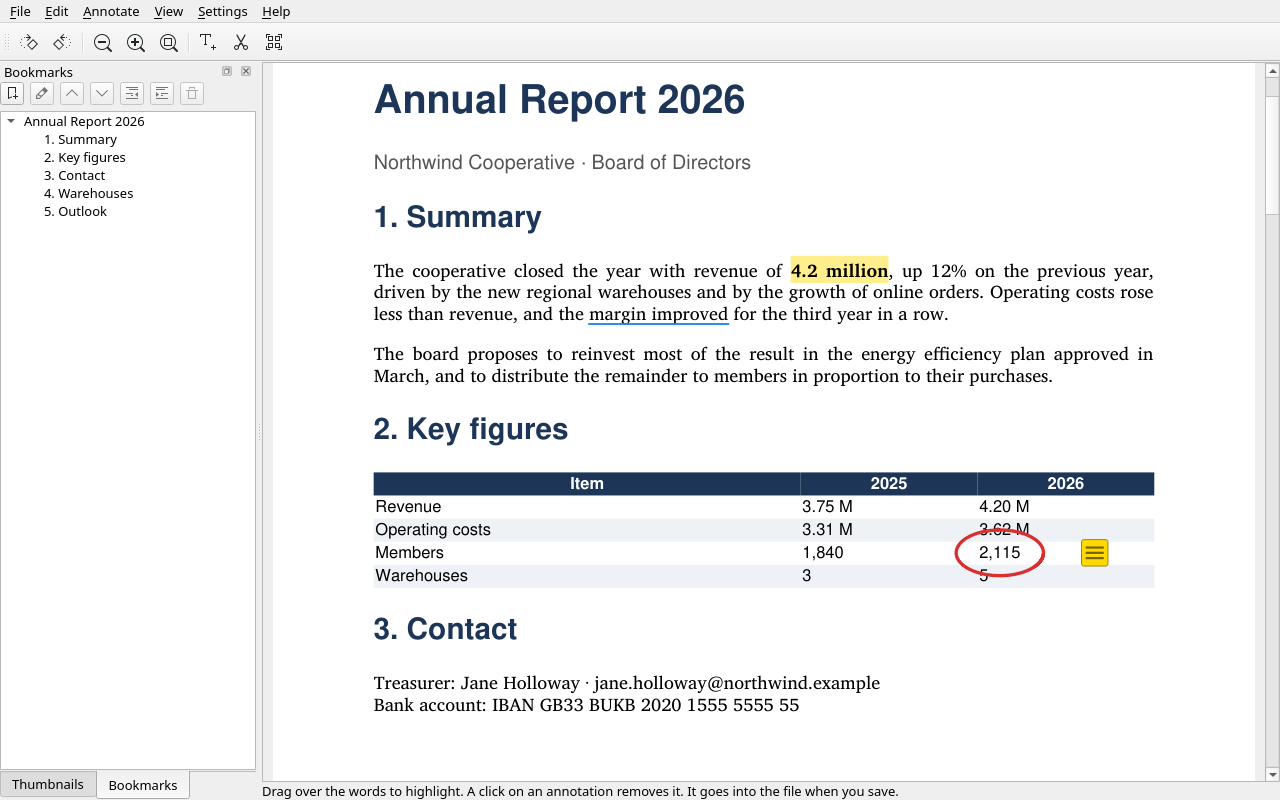 File Edit Annotate View Settings Help
Bookmarks
Annual Report 2026
1. Summary
2. Key figures
3. Contact
4. Warehouses
5. Outlook
Thumbnails Bookmarks
Annual Report 2026
Northwind Cooperative · Board of Directors
1. Summary
The cooperative closed the year with revenue of 4.2 million, up 12% on the previous year,
driven by the new regional warehouses and by the growth of online orders. Operating costs rose
less than revenue, and the margin improved for the third year in a row.
The board proposes to reinvest most of the result in the energy efficiency plan approved in
March, and to distribute the remainder to members in proportion to their purchases.
2. Key figures
Item 2025 2026
Revenue 3.75 M 4.20 M
Operating costs 3.31 M 3.62 M
Members 1,840 2,115
Warehouses 3 5
3. Contact
Treasurer: Jane Holloway · jane.holloway@northwind.example
Bank account: IBAN GB33 BUKB 2020 1555 5555 55
Drag over the words to highlight. A click on an annotation removes it. It goes into the file when you save.